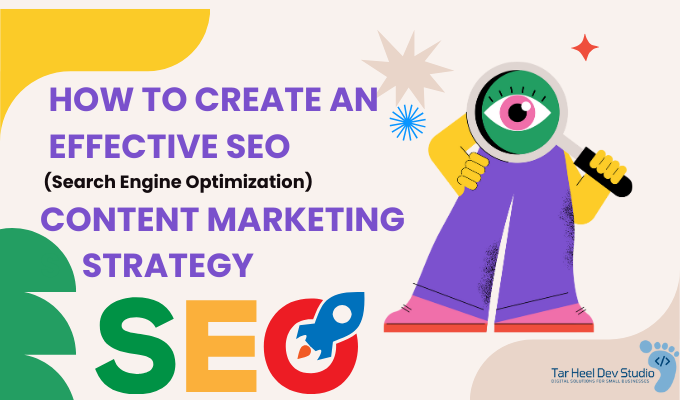 HOW TO CREATE AN
EFFECTIVE SEO
(Search Engine Optimization)
CONTENT MARKETING
STRATEGY
SEO
Tar Heel Dev Studio
DIGITAL SOLUTIONS FOR SMALL BUSINESSES